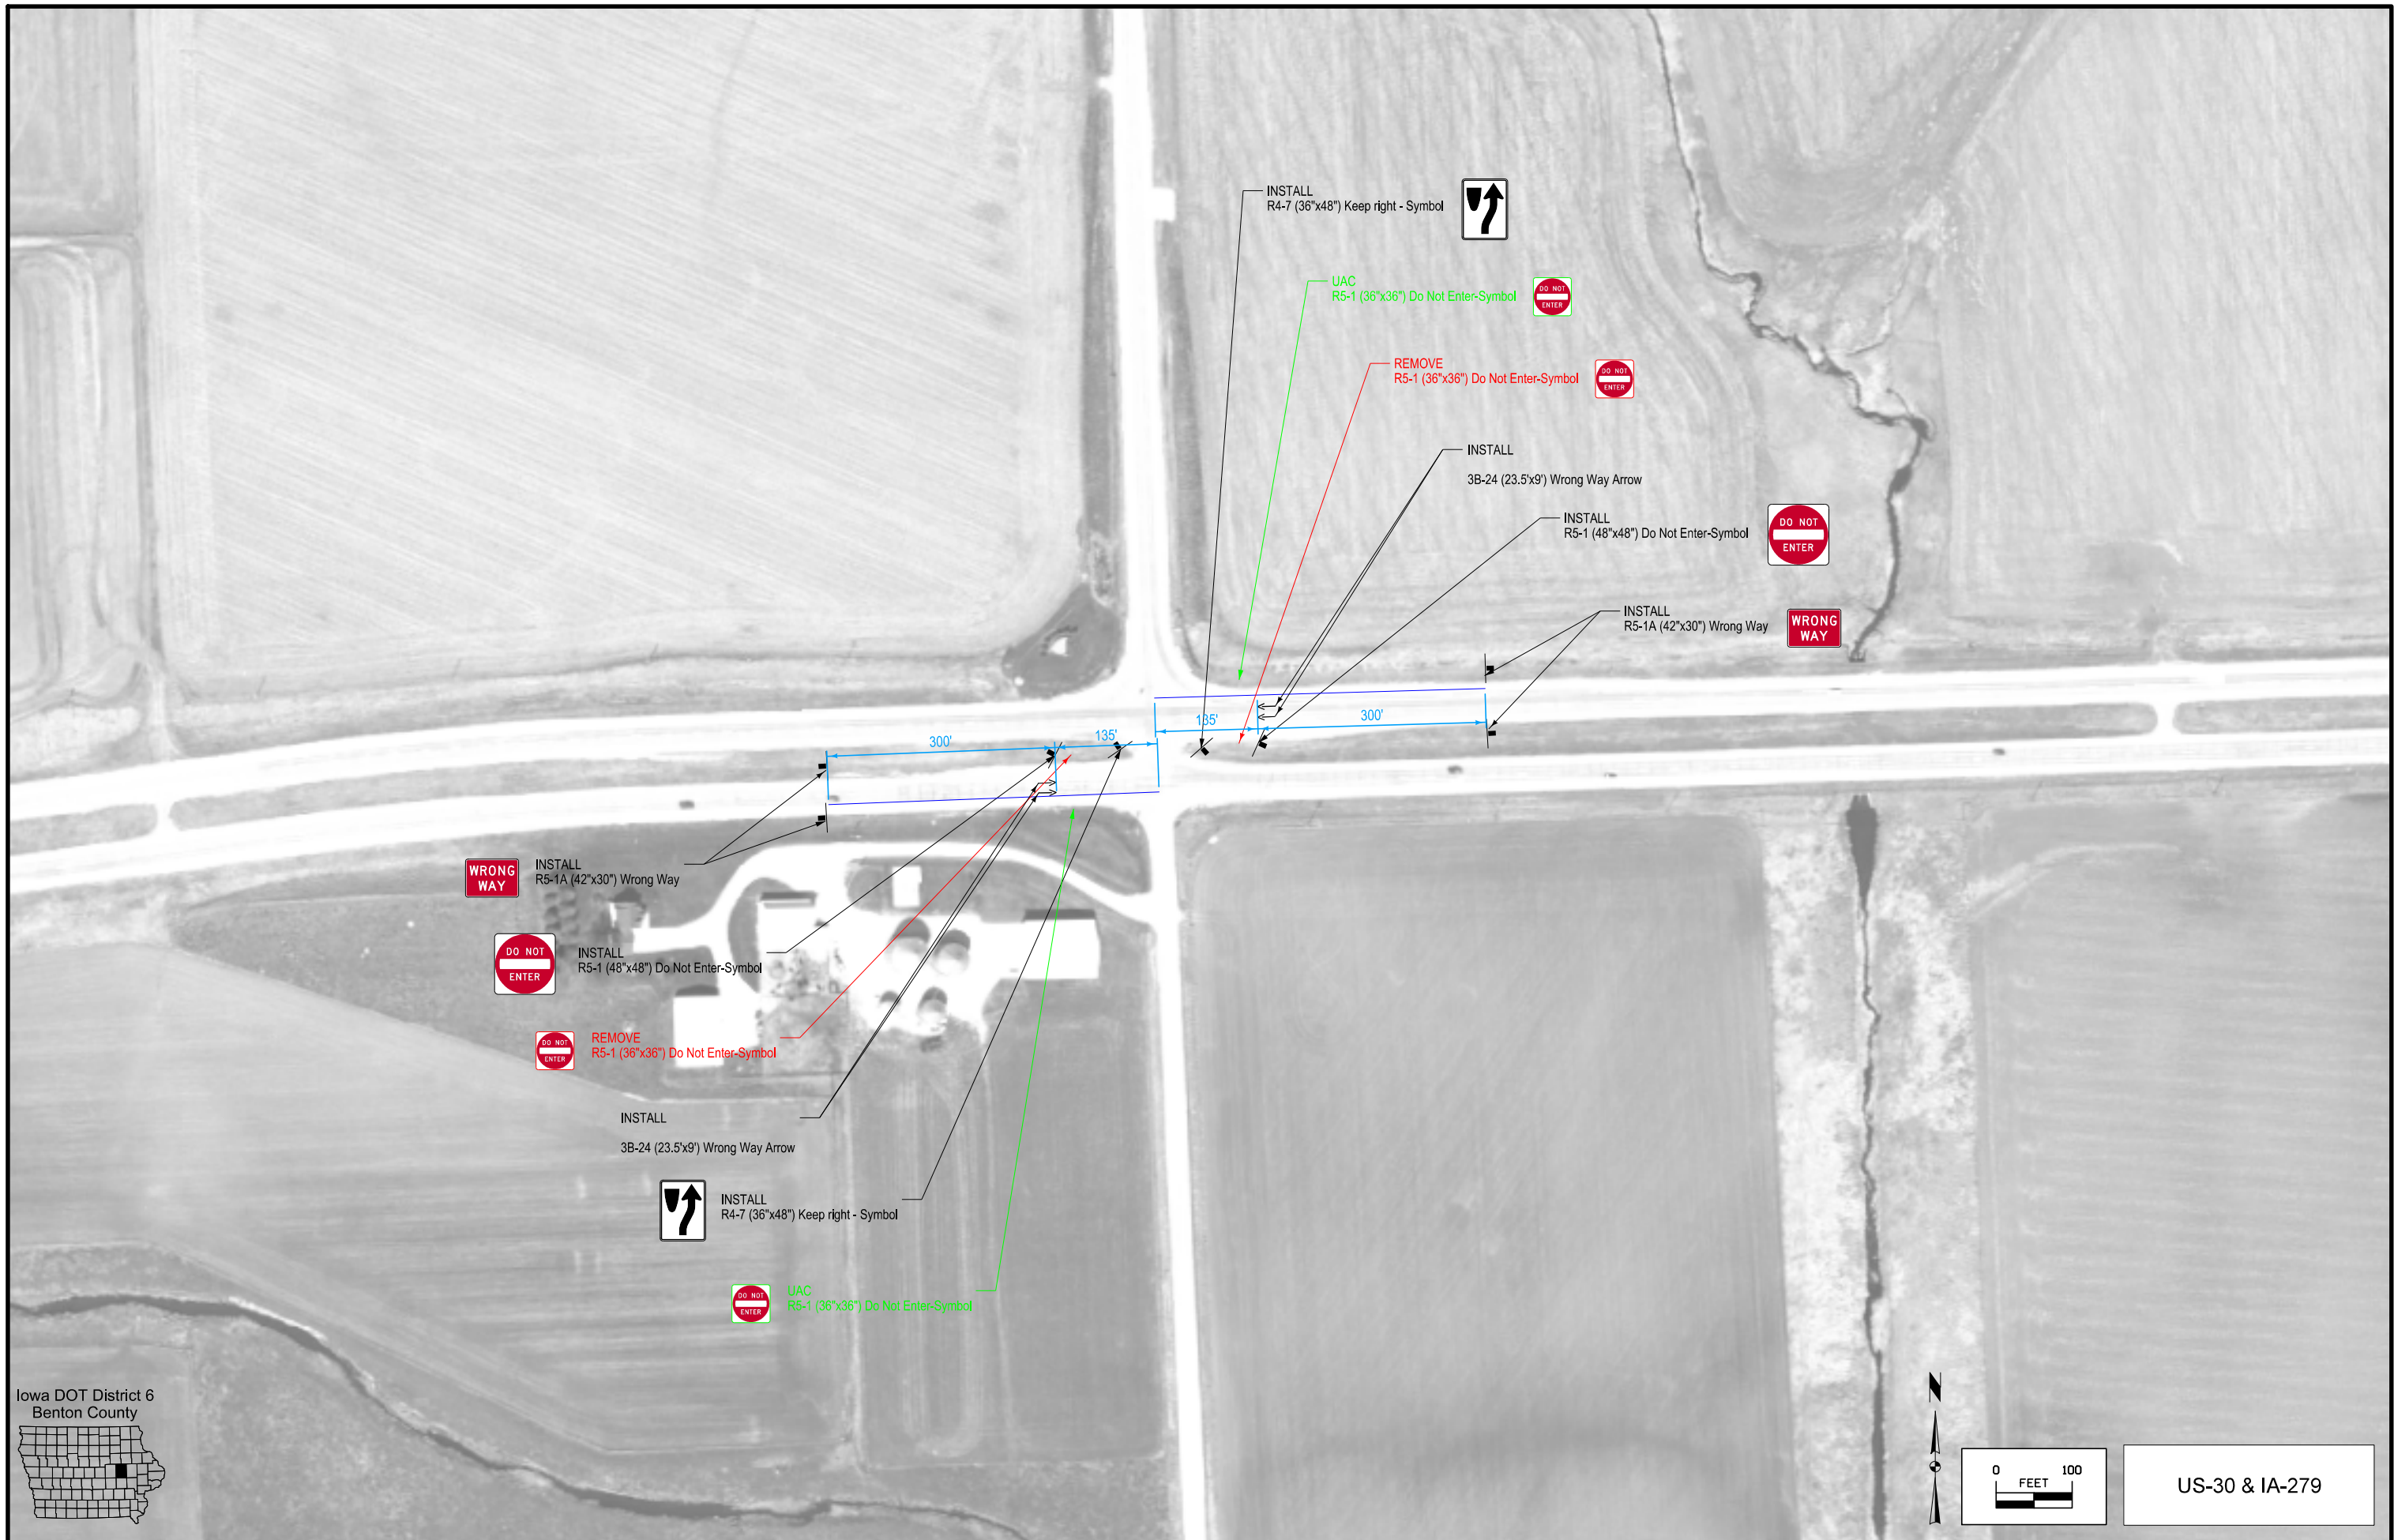 INSTALL
R4-7 (36"x48") Keep right - Symbol
UAC
R5-1 (36"x36") Do Not Enter-Symbol
DO NOT
ENTER
REMOVE
R5-1 (36"x36") Do Not Enter-Symbol
DO NOT
ENTER
INSTALL
3B-24 (23.5'x9') Wrong Way Arrow
INSTALL
R5-1 (48"x48") Do Not Enter-Symbol
DO NOT
ENTER
INSTALL
R5-1A (42"x30") Wrong Way
WRONG
WAY
135'
300'
300'
135'
WRONG
WAY
INSTALL
R5-1A (42"x30") Wrong Way
DO NOT
ENTER
INSTALL
R5-1 (48"x48") Do Not Enter-Symbol
DO NOT
ENTER
REMOVE
R5-1 (36"x36") Do Not Enter-Symbol
INSTALL
3B-24 (23.5'x9') Wrong Way Arrow
INSTALL
R4-7 (36"x48") Keep right - Symbol
DO NOT
ENTER
UAC
R5-1 (36"x36") Do Not Enter-Symbol
Iowa DOT District 6
Benton County
N
0 100
FEET
US-30 & IA-279